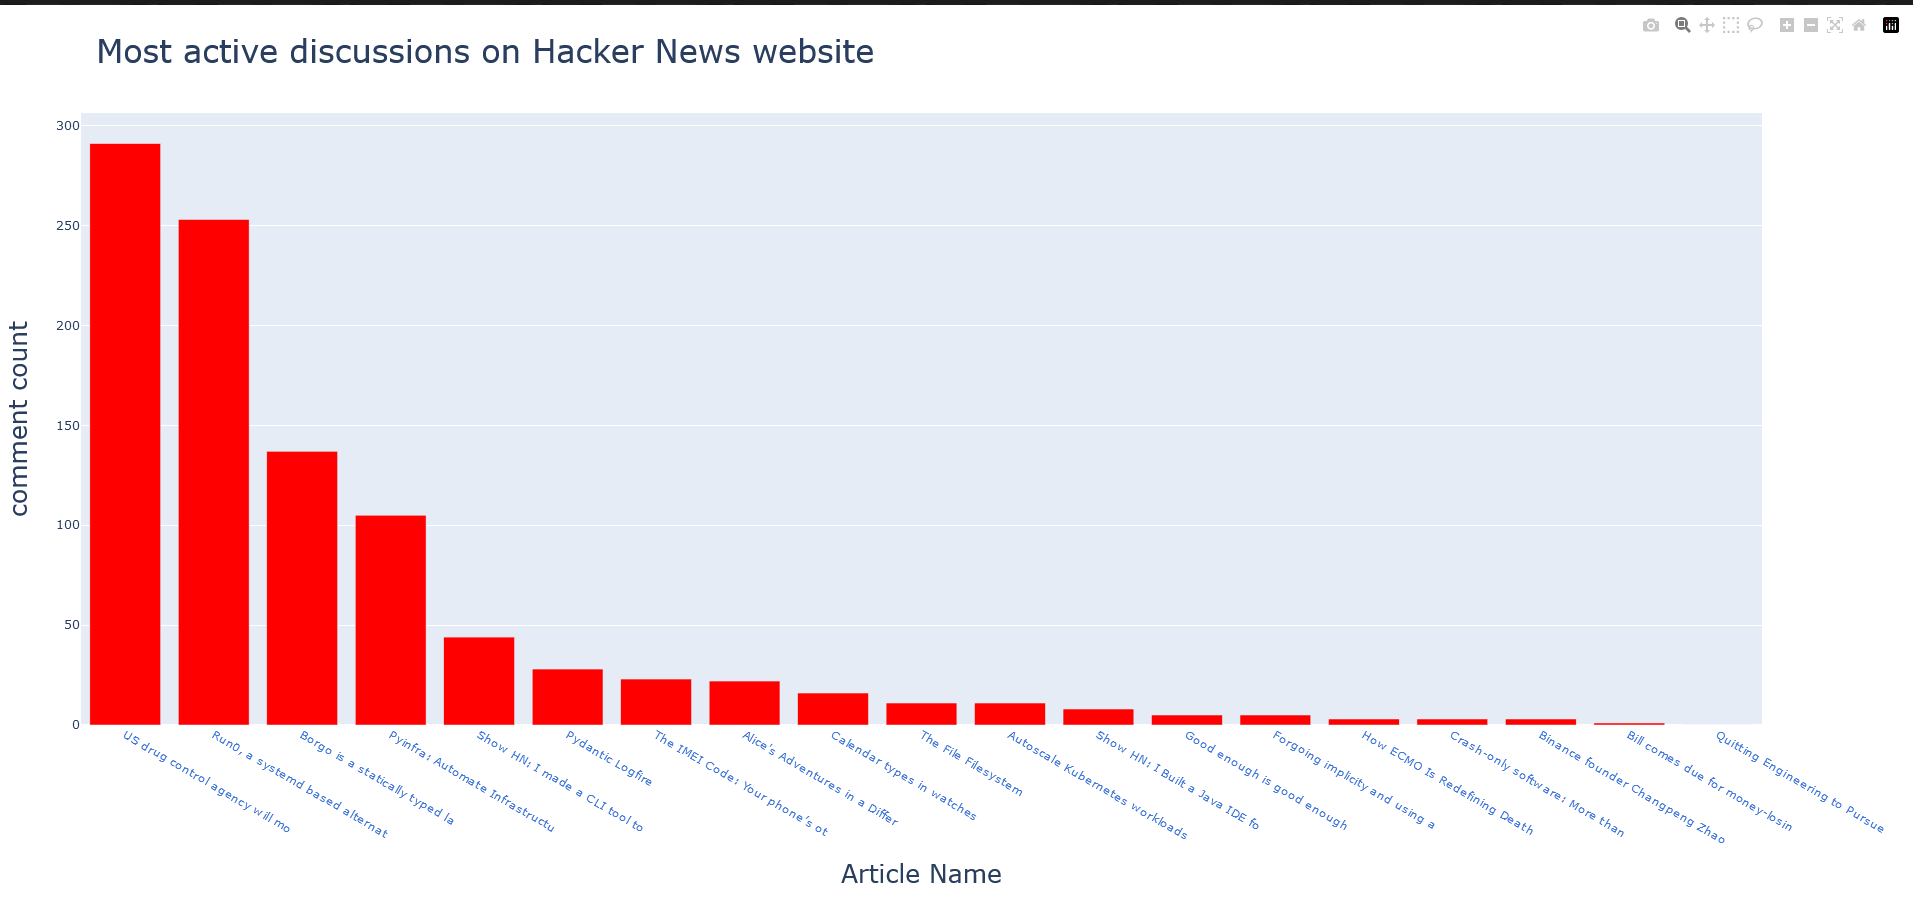 Most active discussions on Hacker News website
comment count
300
250
200
150
100
50
0
US drug control agency will mo
Run0, a systemd based alternat
Borgo is a statically typed la
Pyinfra: Automate Infrastructu
Show HN: I made a CLI tool to
Pydantic Logfire
The IMEI Code: Your phone's ot
Alice's Adventures in a Differ
Calendar types in watches
The File Filesystem
Autoscale Kubernetes workloads
Show HN: I Built a Java IDE fo
Good enough is good enough
Forgoing implicity and using a
How ECMO Is Redefining Death
Crash-only software: More than
Binance founder Changpeng Zhao
Bill comes due for money-losin
Quitting Engineering to Pursue
Article Name